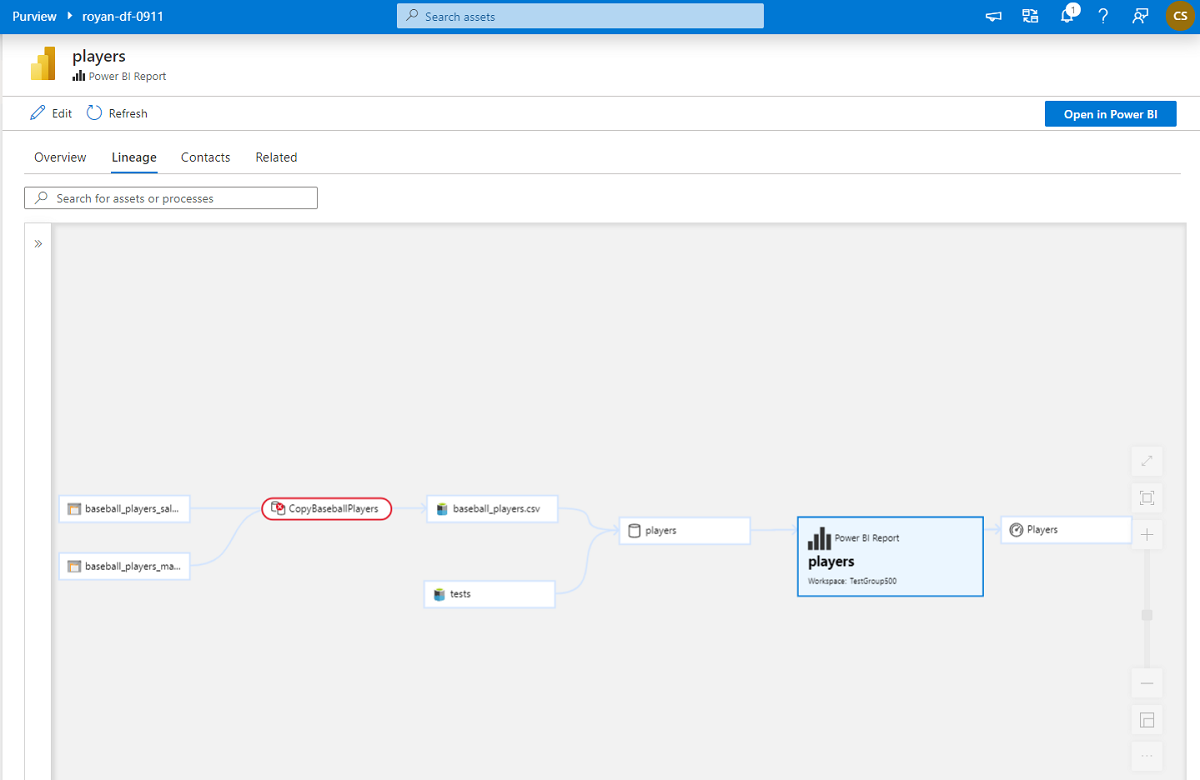 Purview royan-df-0911 Search assets 1 CS
players
Power BI Report
Edit Refresh Open in Power BI
Overview Lineage Contacts Related
Search for assets or processes
baseball_players_sal... CopyBaseballPlayers baseball_players.csv
players Power BI Report Players
players
baseball_players_ma...
Workspace: TestGroup500
tests